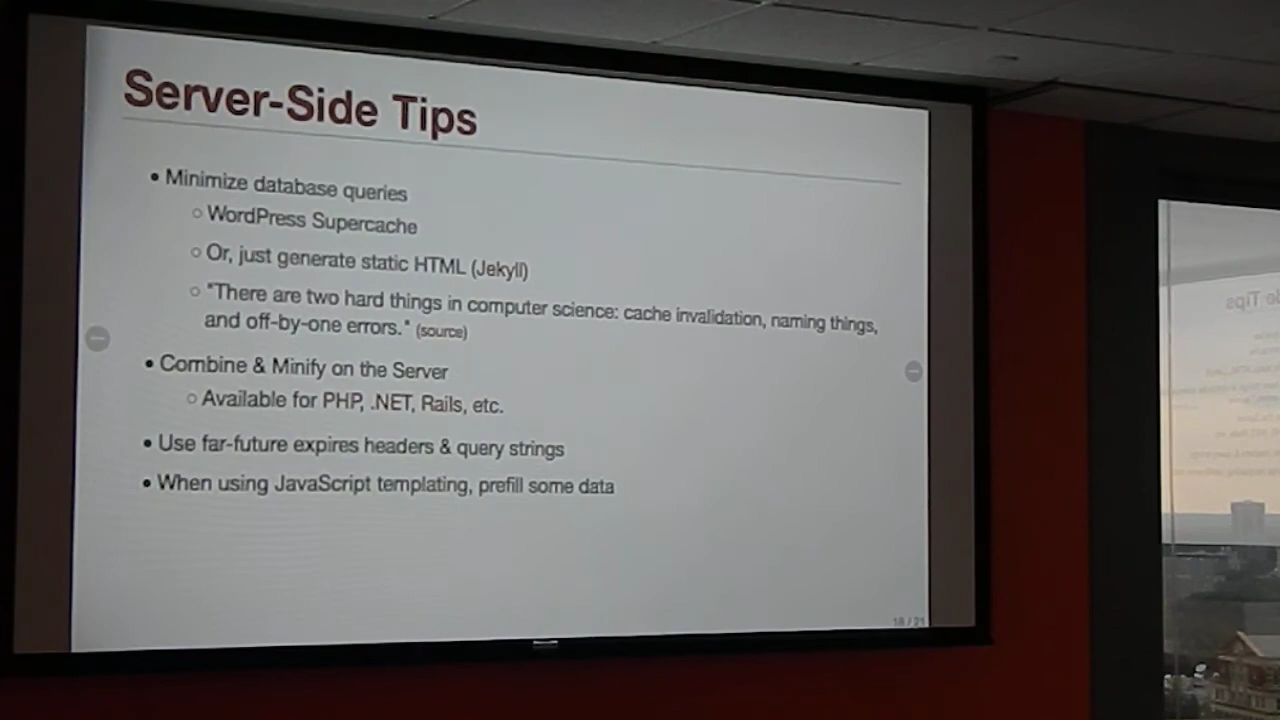 Server-Side Tips
• Minimize database queries
○ WordPress Supercache
○ Or, just generate static HTML (Jekyll)
○ "There are two hard things in computer science: cache invalidation, naming things,
and off-by-one errors." (source)
• Combine & Minify on the Server
○ Available for PHP, .NET, Rails, etc.
• Use far-future expires headers & query strings
• When using JavaScript templating, prefill some data
18 / 21